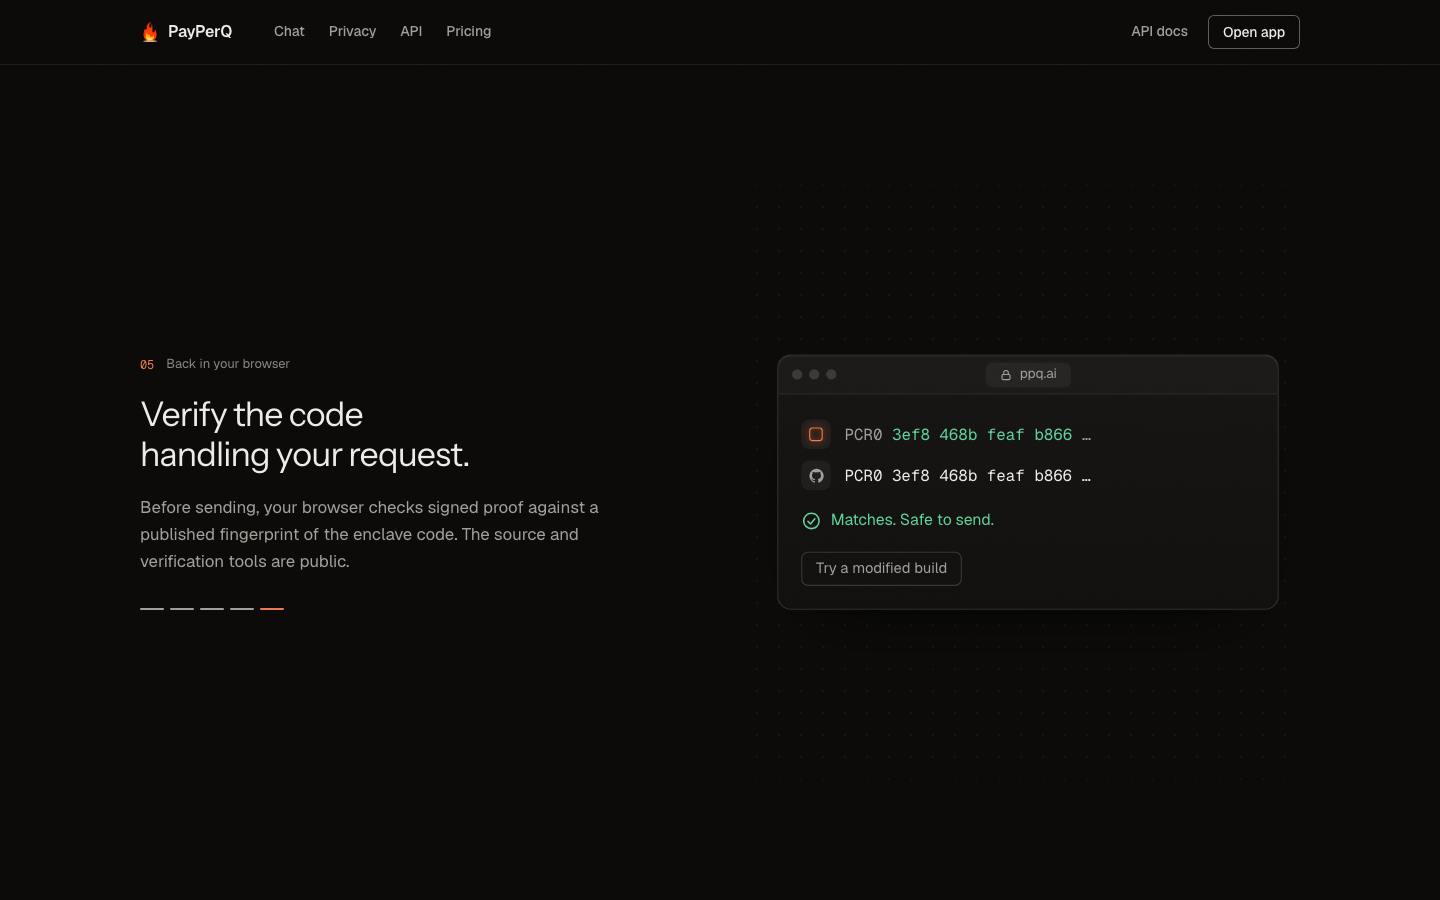 PayPerQ
Chat
Privacy
API
Pricing
API docs
Open app
05 Back in your browser
Verify the code
handling your request.
Before sending, your browser checks signed proof against a
published fingerprint of the enclave code. The source and
verification tools are public.
ppq.ai
PCR0 3ef8 468b feaf b866 …
PCR0 3ef8 468b feaf b866 …
Matches. Safe to send.
Try a modified build